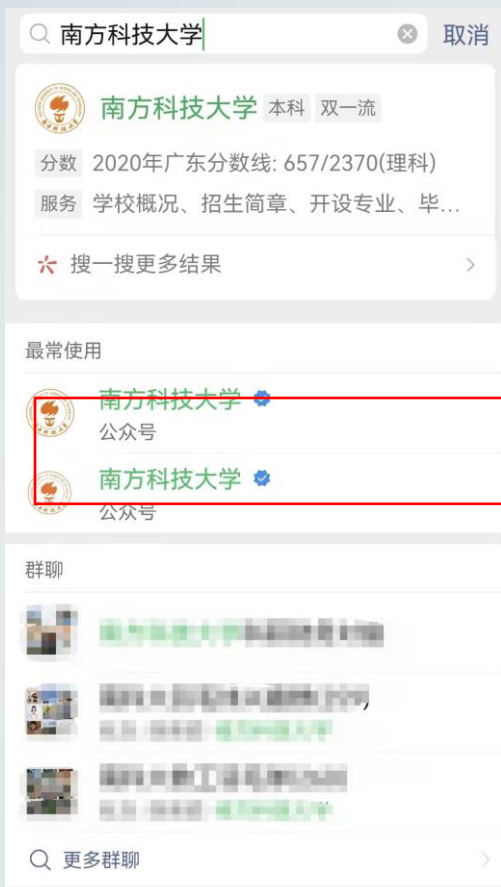 南方科技大学
取消
南方科技大学 本科 双一流
分数 2020年广东分数线: 657/2370(理科)
服务 学校概况、招生简章、开设专业、毕...
搜一搜更多结果
最常使用
南方科技大学
公众号
南方科技大学
公众号
群聊
更多群聊